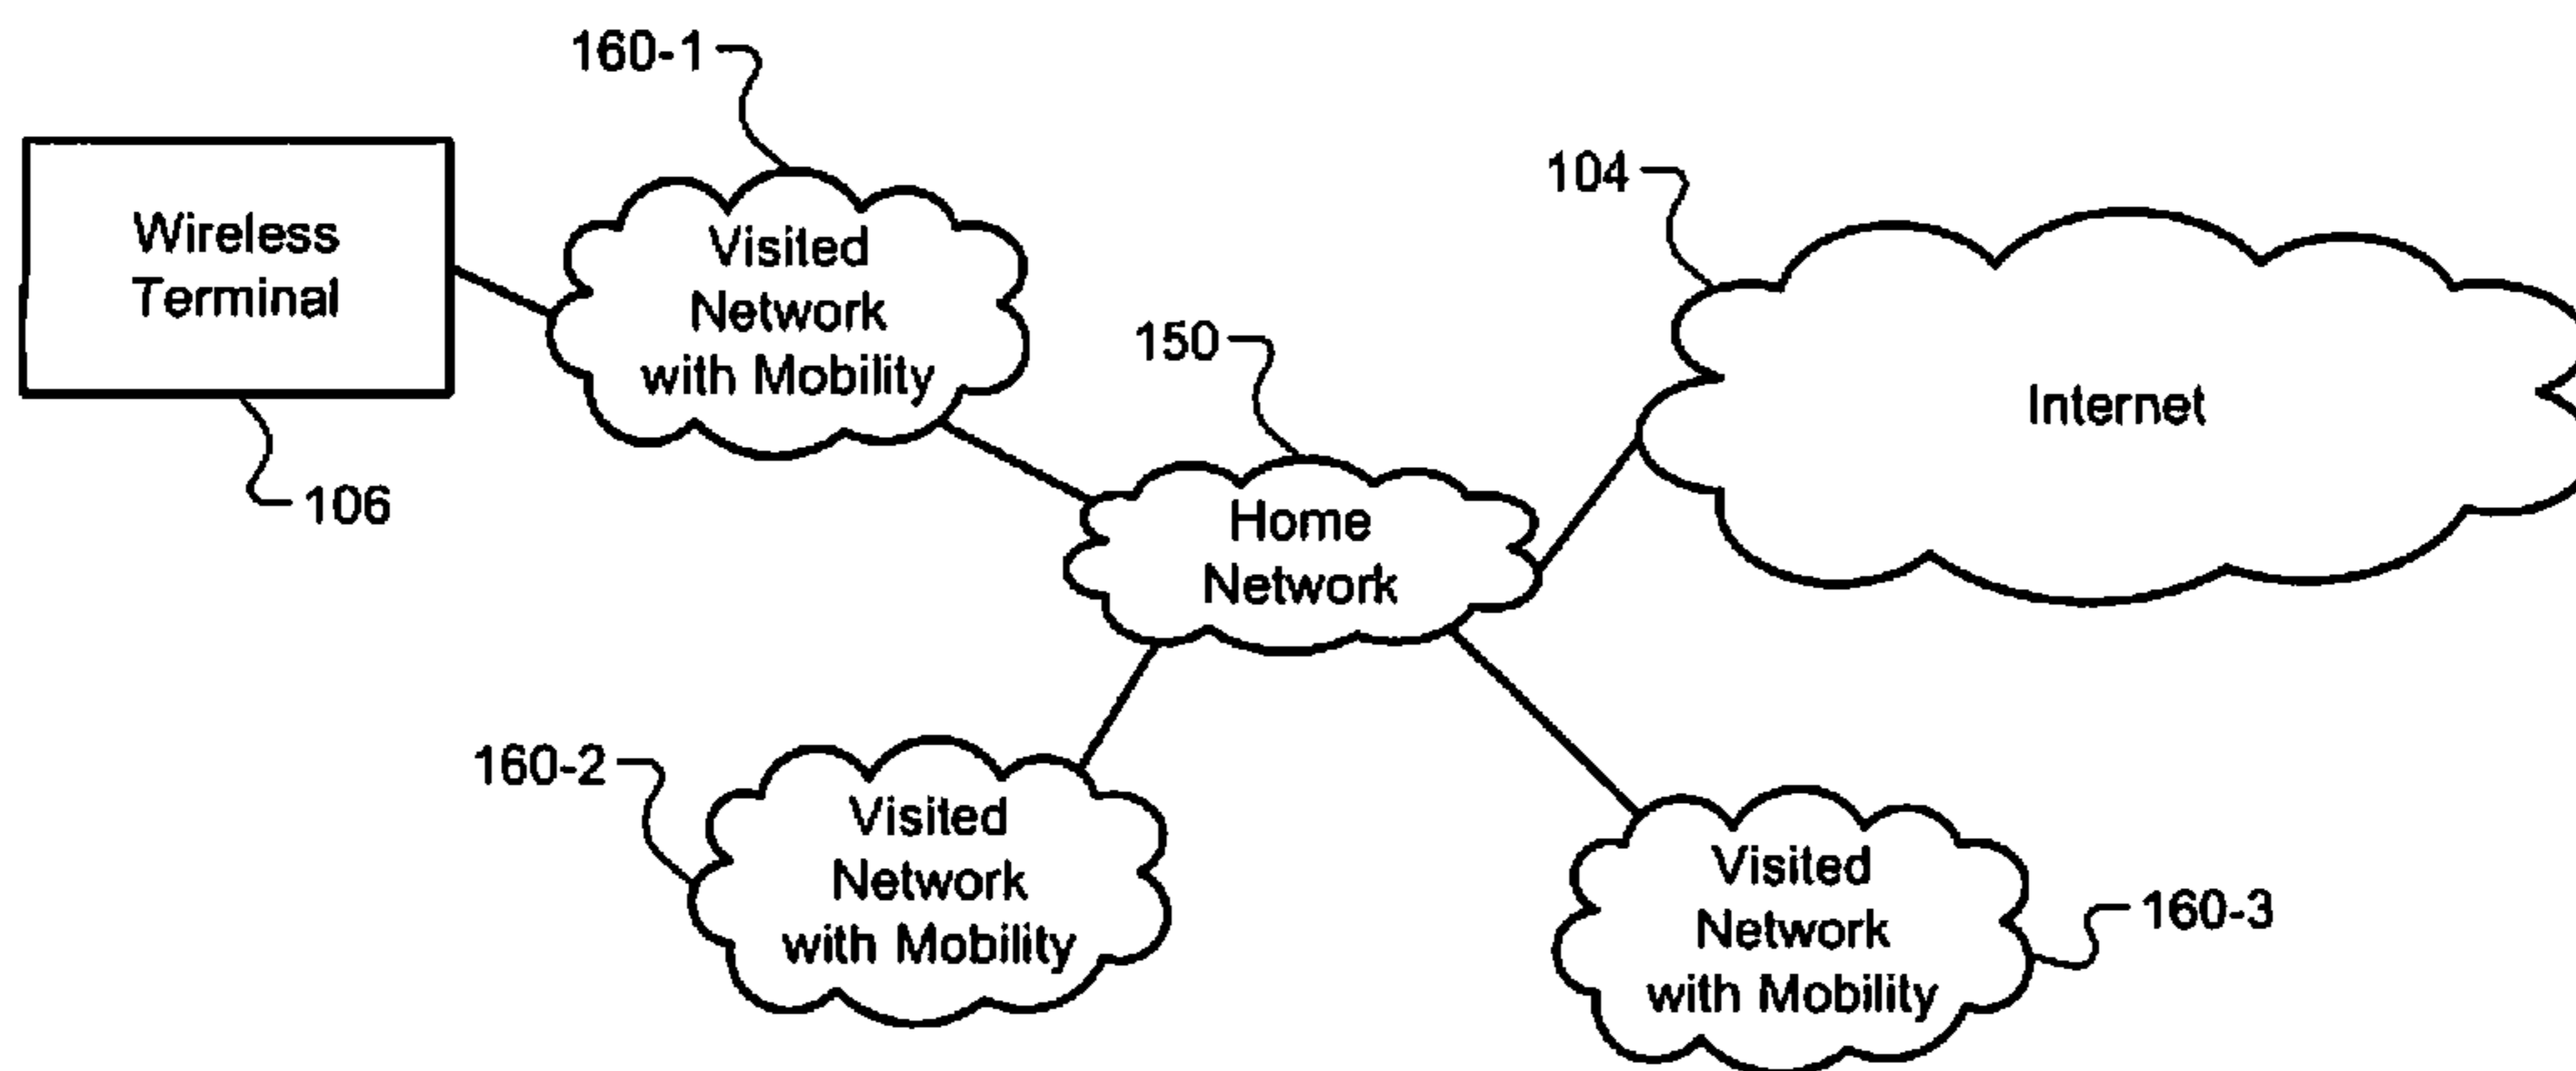 160-1
Wireless
Terminal
106
Visited
Network
with Mobility
104
Internet
150
Home
Network
160-2
Visited
Network
with Mobility
Visited
Network
with Mobility
160-3